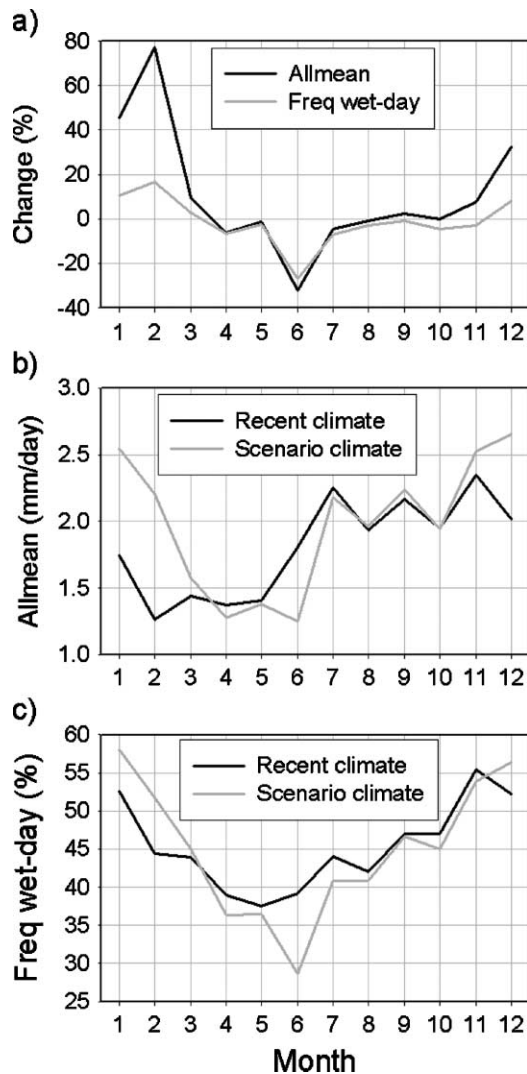 a)
Change (%)
80
60
40
20
0
-20
-40
Allmean
Freq wet-day
1 2 3 4 5 6 7 8 9 10 11 12
b)
Allmean (mm/day)
3.0
2.5
2.0
1.5
1.0
Recent climate
Scenario climate
1 2 3 4 5 6 7 8 9 10 11 12
c)
Freq wet-day (%)
60
55
50
45
40
35
30
25
Recent climate
Scenario climate
1 2 3 4 5 6 7 8 9 10 11 12
Month